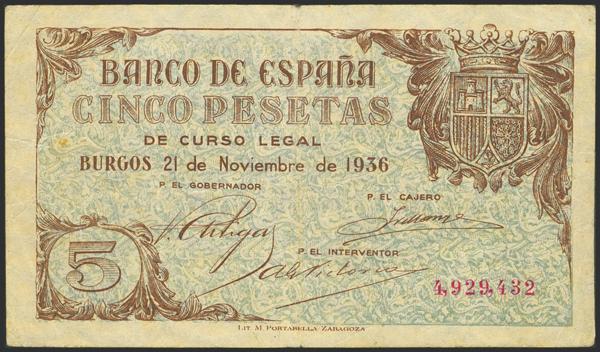 BANCO DE ESPAÑA
CINCO PESETAS
DE CURSO LEGAL
BURGOS 21 de Noviembre de 1936
P. EL GOBERNADOR
P. EL CAJERO
P EL INTERVENTOR
5
4,929,432
LIT M PORTABELLA ZARAGOZA